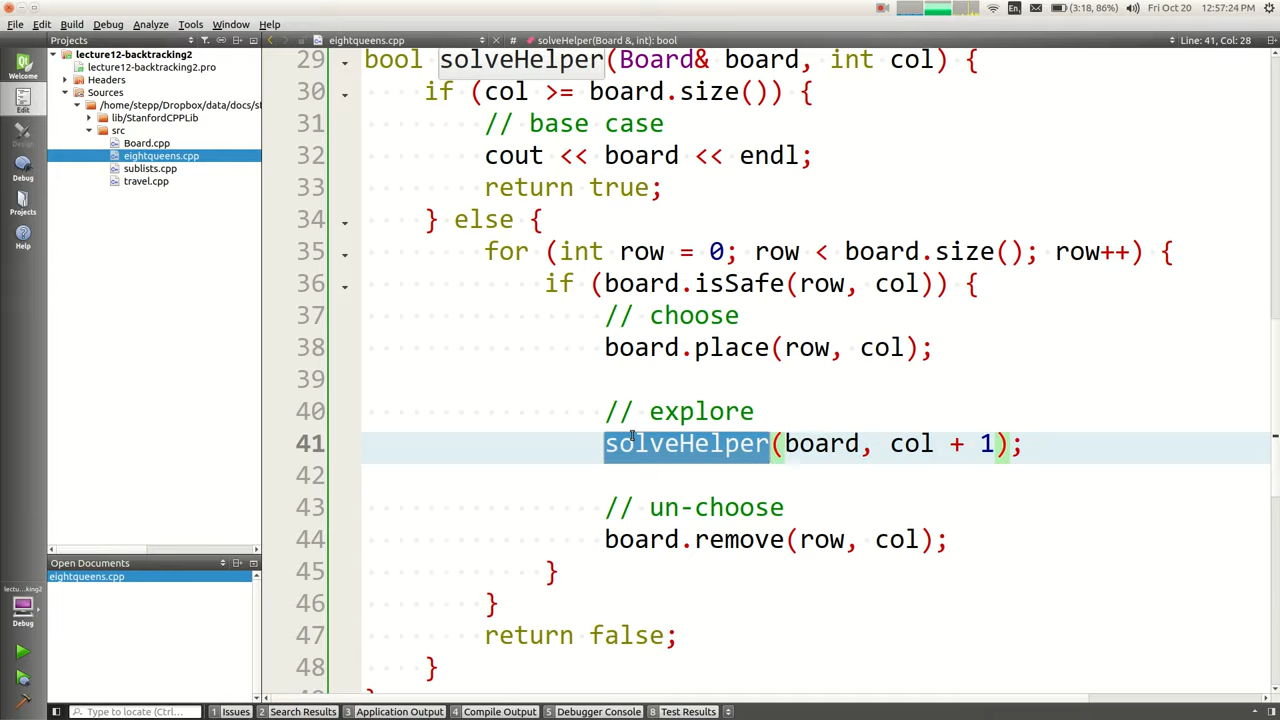 En
(3:18, 86%)
Fri Oct 20
12:57:24 PM
File Edit Build Debug Analyze Tools Window Help
Projects
eightqueens.cpp
# solveHelper(Board &, int): bool
Line: 41, Col: 28
Welcome
Edit
Design
Debug
Projects
Help
lectu...king2
Debug
lecture12-backtracking2
lecture12-backtracking2.pro
Headers
Sources
/home/stepp/Dropbox/data/docs/st
lib/StanfordCPPLib
src
Board.cpp
eightqueens.cpp
sublists.cpp
travel.cpp
Open Documents
eightqueens.cpp
29 bool solveHelper(Board& board, int col) {
30 if (col >= board.size()) {
31 // base case
32 cout << board << endl;
33 return true;
34 } else {
35 for (int row = 0; row < board.size(); row++) {
36 if (board.isSafe(row, col)) {
37 // choose
38 board.place(row, col);
39
40 // explore
41 solveHelper(board, col + 1);
42
43 // un-choose
44 board.remove(row, col);
45 }
46 }
47 return false;
48 }
Type to locate (Ctrl...
1 Issues 2 Search Results 3 Application Output 4 Compile Output 5 Debugger Console 8 Test Results